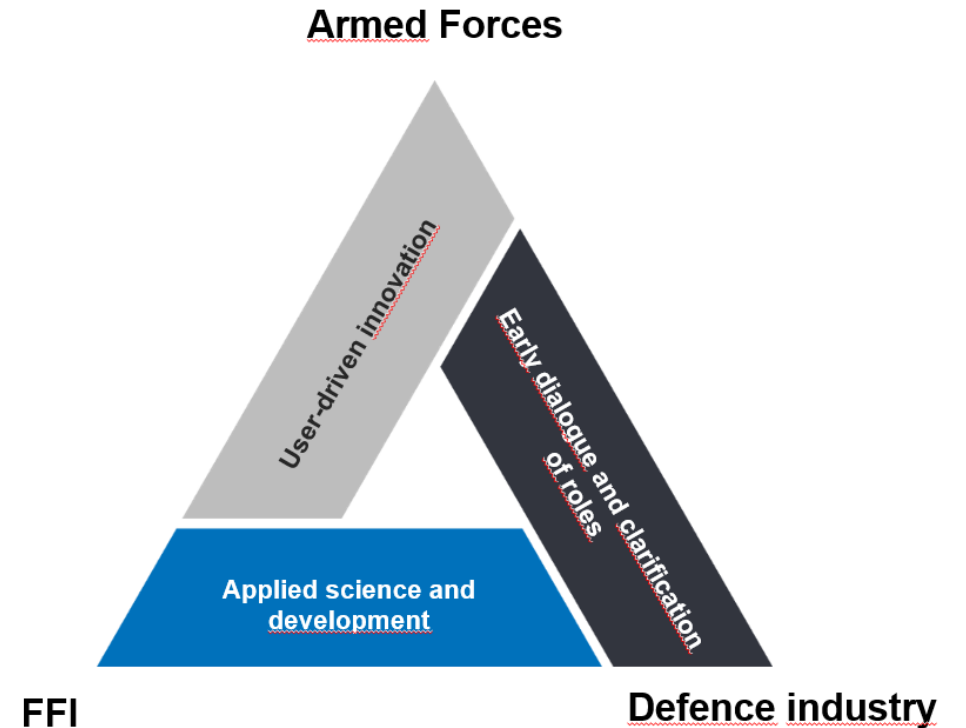 Armed Forces
User-driven innovation
Early dialogue and clarification
of roles
Applied science and
development
FFI
Defence industry